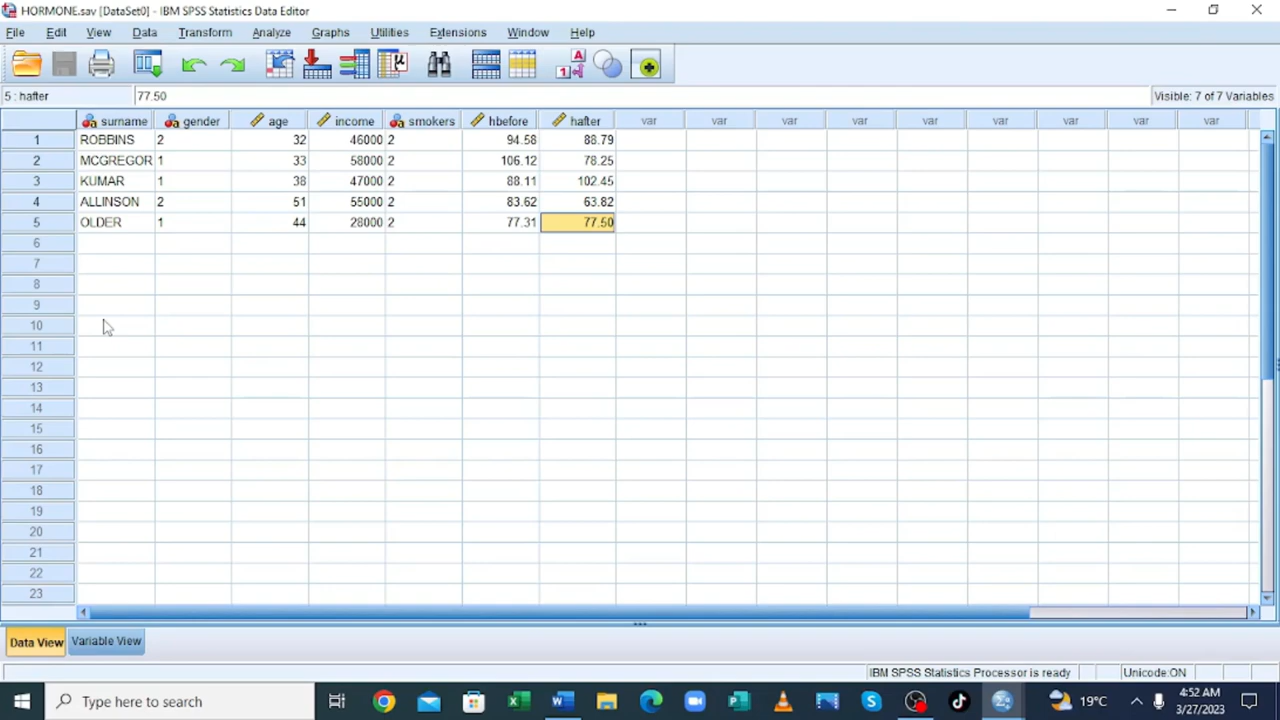 HORMONE.sav [DataSet0] - IBM SPSS Statistics Data Editor
File Edit View Data Transform Analyze Graphs Utilities Extensions Window Help
5 : hafter 77.50 Visible: 7 of 7 Variables
surname gender age income smokers hbefore hafter var var var var var var var var var
1 ROBBINS 2 32 46000 2 94.58 88.79
2 MCGREGOR 1 33 58000 2 106.12 78.25
3 KUMAR 1 38 47000 2 88.11 102.45
4 ALLINSON 2 51 55000 2 83.62 63.82
5 OLDER 1 44 28000 2 77.31 77.50
6
7
8
9
10
11
12
13
14
15
16
17
18
19
20
21
22
23
Data View Variable View
IBM SPSS Statistics Processor is ready Unicode:ON
Type here to search 19°C 4:52 AM
3/27/2023